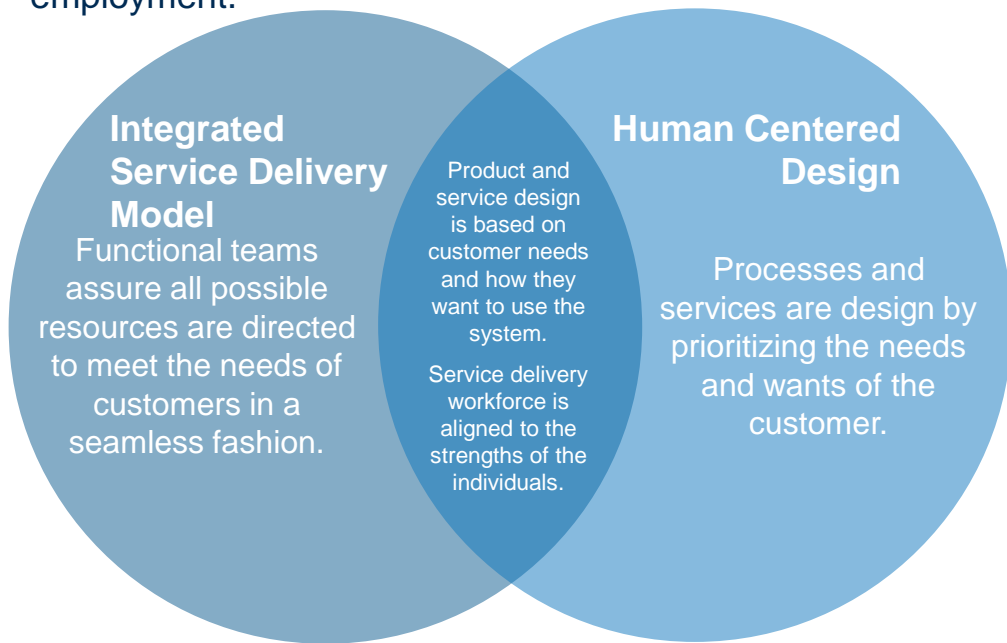 employment.
Integrated
Service Delivery
Model
Functional teams
assure all possible
resources are directed
to meet the needs of
customers in a
seamless fashion.
Product and
service design
is based on
customer needs
and how they
want to use the
system.
Service delivery
workforce is
aligned to the
strengths of the
individuals.
Human Centered
Design
Processes and
services are design by
prioritizing the needs
and wants of the
customer.